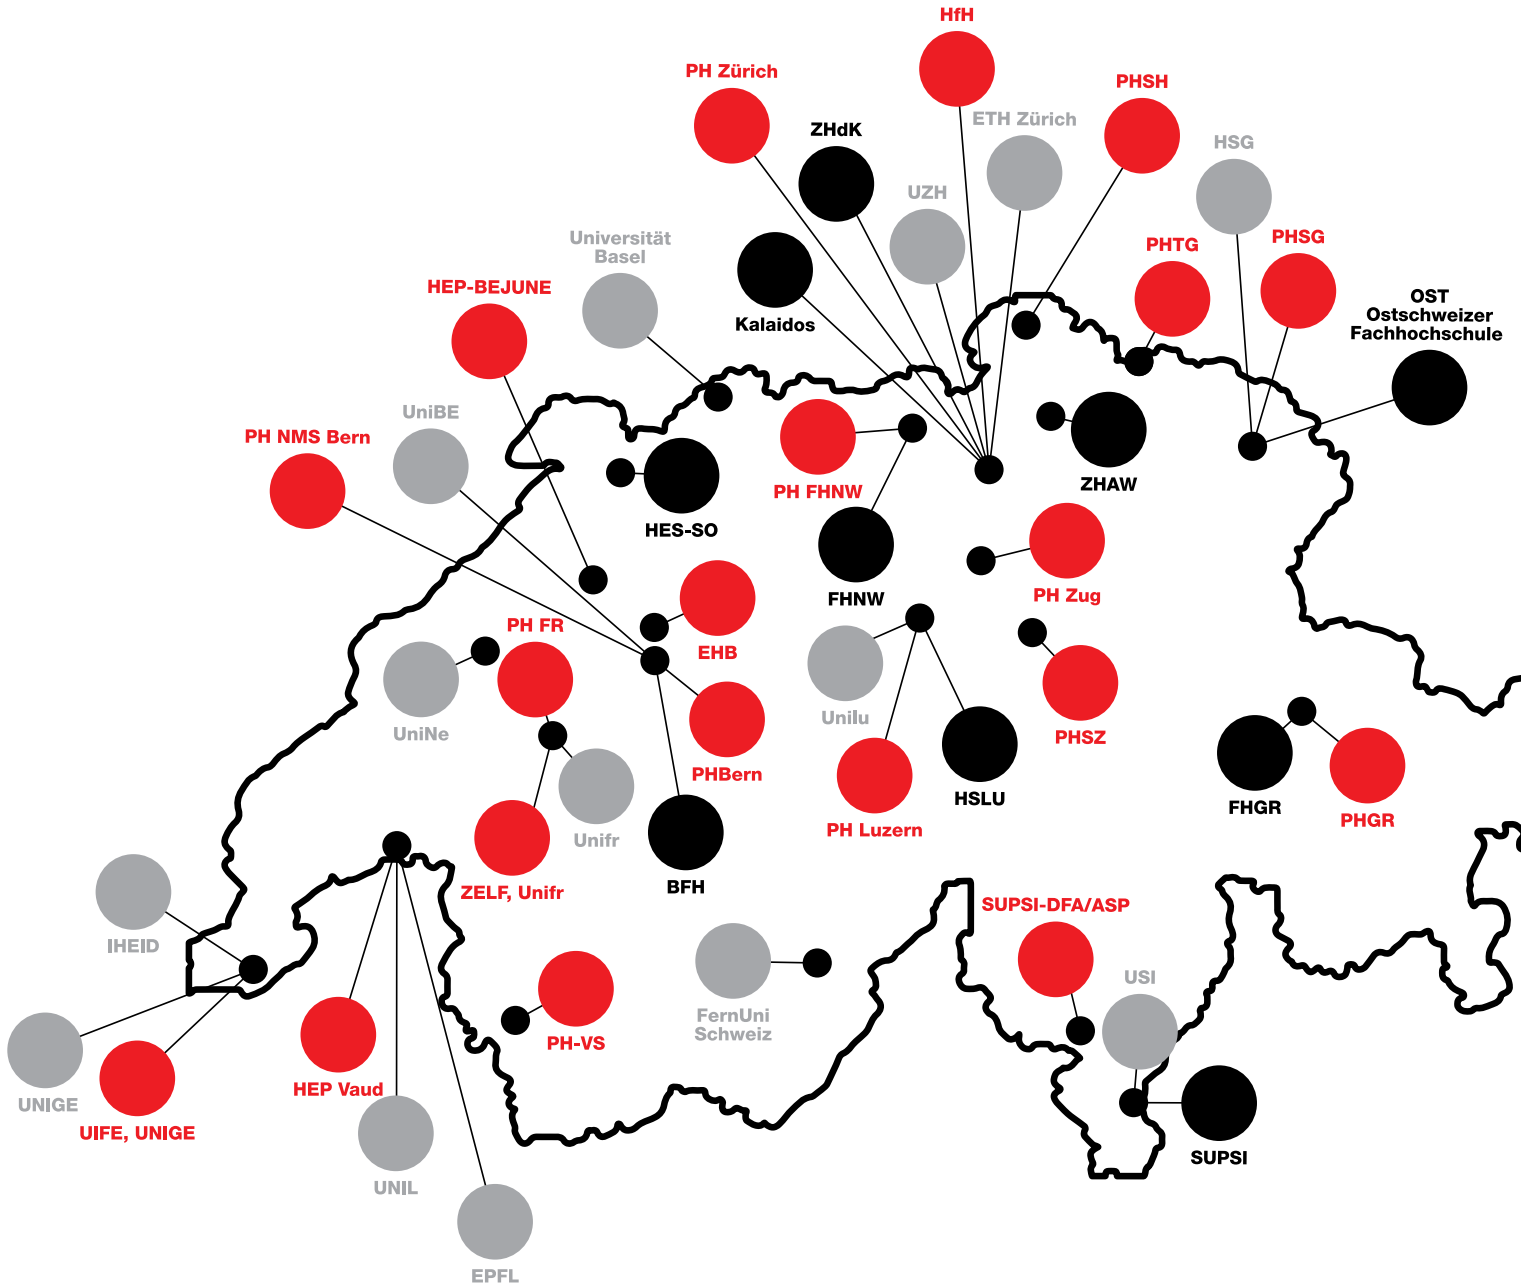 HfH
PH Zürich
PHSH
ETH Zürich
ZHdK
HSG
UZH
Universität
Basel
PHTG
PHSG
HEP-BEJUNE
OST
Ostschweizer
Fachhochschule
Kalaidos
UniBE
PH NMS Bern
PH FHNW
ZHAW
HES-SO
FHNW
PH Zug
PH FR
EHB
UniNe
Unilu
PHSZ
PHBern
HSLU
FHGR
PHGR
PH Luzern
Unifr
ZELF, Unifr
BFH
SUPSI-DFA/ASP
IHEID
USI
FernUni
Schweiz
PH-VS
HEP Vaud
UNIGE
UIFE, UNIGE
SUPSI
UNIL
EPFL